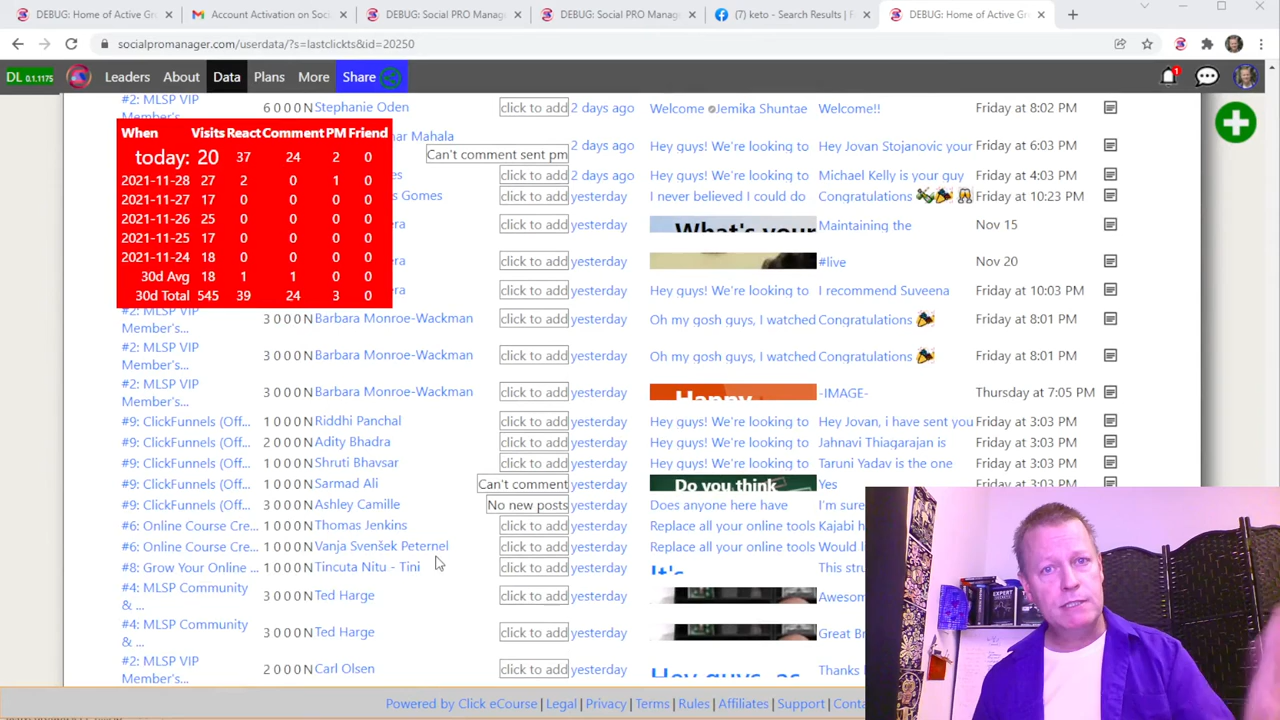 DEBUG: Home of Active Gr
Account Activation on Soci
DEBUG: Social PRO Manage
DEBUG: Social PRO Manag
(7) keto - Search Results | F
DEBUG: Home of Active Gr
socialpromanager.com/userdata/?s=lastclickts&id=20250
DL 0.1.1175 Leaders About Data Plans More Share 1
#2: MLSP VIP Member's... 6 0 0 0 N Stephanie Oden click to add 2 days ago Welcome Jemika Shuntae Welcome!! Friday at 8:02 PM
mar Mahala Can't comment sent pm 2 days ago Hey guys! We're looking to Hey Jovan Stojanovic your Friday at 6:03 PM
es click to add 2 days ago Hey guys! We're looking to Michael Kelly is your guy Friday at 4:03 PM
s Gomes click to add yesterday I never believed I could do Congratulations Friday at 10:23 PM
era click to add yesterday What's your Maintaining the Nov 15
era click to add yesterday #live Nov 20
era click to add yesterday Hey guys! We're looking to I recommend Suveena Friday at 10:03 PM
When Visits React Comment PM Friend
today: 20 37 24 2 0
2021-11-28 27 2 0 1 0
2021-11-27 17 0 0 0 0
2021-11-26 25 0 0 0 0
2021-11-25 17 0 0 0 0
2021-11-24 18 0 0 0 0
30d Avg 18 1 1 0 0
30d Total 545 39 24 3 0
#2: MLSP VIP Member's... 3 0 0 0 N Barbara Monroe-Wackman click to add yesterday Oh my gosh guys, I watched Congratulations Friday at 8:01 PM
#2: MLSP VIP Member's... 3 0 0 0 N Barbara Monroe-Wackman click to add yesterday Oh my gosh guys, I watched Congratulations Friday at 8:01 PM
#2: MLSP VIP Member's... 3 0 0 0 N Barbara Monroe-Wackman click to add yesterday Happy -IMAGE- Thursday at 7:05 PM
#9: ClickFunnels (Off... 1 0 0 0 N Riddhi Panchal click to add yesterday Hey guys! We're looking to Hey Jovan, i have sent you Friday at 3:03 PM
#9: ClickFunnels (Off... 2 0 0 0 N Adity Bhadra click to add yesterday Hey guys! We're looking to Jahnavi Thiagarajan is Friday at 3:03 PM
#9: ClickFunnels (Off... 1 0 0 0 N Shruti Bhavsar click to add yesterday Hey guys! We're looking to Taruni Yadav is the one Friday at 3:03 PM
#9: ClickFunnels (Off... 1 0 0 0 N Sarmad Ali Can't comment yesterday Do you think Yes
#9: ClickFunnels (Off... 3 0 0 0 N Ashley Camille No new posts yesterday Does anyone here have I'm sure
#6: Online Course Cre... 1 0 0 0 N Thomas Jenkins click to add yesterday Replace all your online tools Kajabi h
#6: Online Course Cre... 1 0 0 0 N Vanja Svenšek Peternel click to add yesterday Replace all your online tools Would l
#8: Grow Your Online ... 1 0 0 0 N Tincuta Nitu - Tini click to add yesterday It's This stru
#4: MLSP Community & ... 3 0 0 0 N Ted Harge click to add yesterday Awesom
#4: MLSP Community & ... 3 0 0 0 N Ted Harge click to add yesterday Great Br
#2: MLSP VIP Member's... 2 0 0 0 N Carl Olsen click to add yesterday Hey guys, as Thanks
EXPERT SECRETS
Powered by Click eCourse | Legal | Privacy | Terms | Rules | Affiliates | Support | Conta